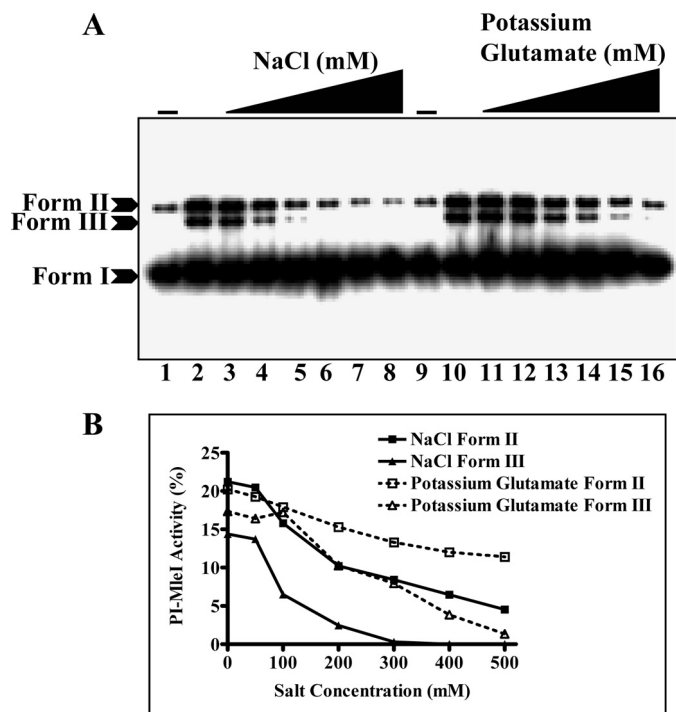 A
NaCl (mM)
Potassium
Glutamate (mM)
Form II
Form III
Form I
1 2 3 4 5 6 7 8 9 10 11 12 13 14 15 16
B
NaCl Form II
NaCl Form III
Potassium Glutamate Form II
Potassium Glutamate Form III
PI-MleI Activity (%)
25
20
15
10
5
0
0 100 200 300 400 500
Salt Concentration (mM)